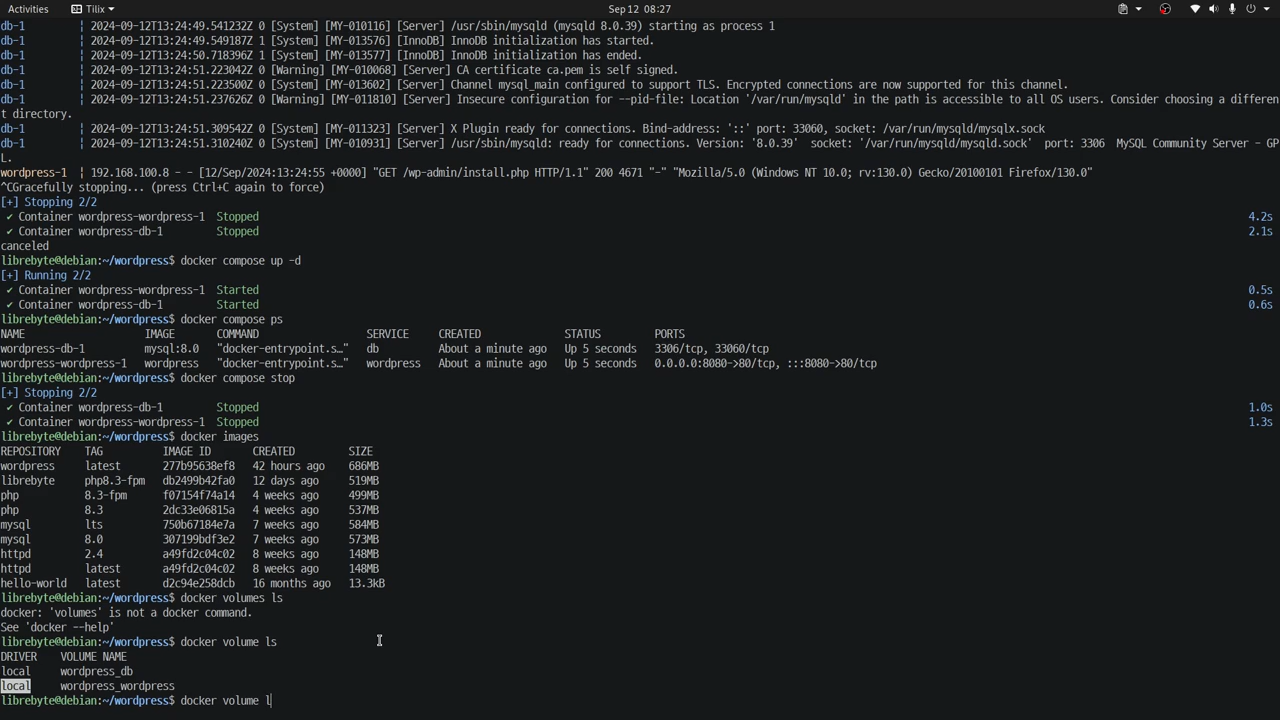 Activities Tilix Sep 12 08:27
db-1 | 2024-09-12T13:24:49.541232Z 0 [System] [MY-010116] [Server] /usr/sbin/mysqld (mysqld 8.0.39) starting as process 1
db-1 | 2024-09-12T13:24:49.549187Z 1 [System] [MY-013576] [InnoDB] InnoDB initialization has started.
db-1 | 2024-09-12T13:24:50.718396Z 1 [System] [MY-013577] [InnoDB] InnoDB initialization has ended.
db-1 | 2024-09-12T13:24:51.223042Z 0 [Warning] [MY-010068] [Server] CA certificate ca.pem is self signed.
db-1 | 2024-09-12T13:24:51.223500Z 0 [System] [MY-013602] [Server] Channel mysql_main configured to support TLS. Encrypted connections are now supported for this channel.
db-1 | 2024-09-12T13:24:51.237626Z 0 [Warning] [MY-011810] [Server] Insecure configuration for --pid-file: Location '/var/run/mysqld' in the path is accessible to all OS users. Consider choosing a differen
t directory.
db-1 | 2024-09-12T13:24:51.309542Z 0 [System] [MY-011323] [Server] X Plugin ready for connections. Bind-address: '::' port: 33060, socket: /var/run/mysqld/mysqlx.sock
db-1 | 2024-09-12T13:24:51.310240Z 0 [System] [MY-010931] [Server] /usr/sbin/mysqld: ready for connections. Version: '8.0.39' socket: '/var/run/mysqld/mysqld.sock' port: 3306 MySQL Community Server - GP
L.
wordpress-1 | 192.168.100.8 - - [12/Sep/2024:13:24:55 +0000] "GET /wp-admin/install.php HTTP/1.1" 200 4671 "-" "Mozilla/5.0 (Windows NT 10.0; rv:130.0) Gecko/20100101 Firefox/130.0"
^CGracefully stopping... (press Ctrl+C again to force)
[+] Stopping 2/2
✔ Container wordpress-wordpress-1 Stopped 4.2s
✔ Container wordpress-db-1 Stopped 2.1s
canceled
librebyte@debian:~/wordpress$ docker compose up -d
[+] Running 2/2
✔ Container wordpress-wordpress-1 Started 0.5s
✔ Container wordpress-db-1 Started 0.6s
librebyte@debian:~/wordpress$ docker compose ps
NAME IMAGE COMMAND SERVICE CREATED STATUS PORTS
wordpress-db-1 mysql:8.0 "docker-entrypoint.s…" db About a minute ago Up 5 seconds 3306/tcp, 33060/tcp
wordpress-wordpress-1 wordpress "docker-entrypoint.s…" wordpress About a minute ago Up 5 seconds 0.0.0.0:8080->80/tcp, :::8080->80/tcp
librebyte@debian:~/wordpress$ docker compose stop
[+] Stopping 2/2
✔ Container wordpress-db-1 Stopped 1.0s
✔ Container wordpress-wordpress-1 Stopped 1.3s
librebyte@debian:~/wordpress$ docker images
REPOSITORY TAG IMAGE ID CREATED SIZE
wordpress latest 277b95638ef8 42 hours ago 686MB
librebyte php8.3-fpm db2499b42fa0 12 days ago 519MB
php 8.3-fpm f07154f74a14 4 weeks ago 499MB
php 8.3 2dc33e06815a 4 weeks ago 537MB
mysql lts 750b67184e7a 7 weeks ago 584MB
mysql 8.0 307199bdf3e2 7 weeks ago 573MB
httpd 2.4 a49fd2c04c02 8 weeks ago 148MB
httpd latest a49fd2c04c02 8 weeks ago 148MB
hello-world latest d2c94e258dcb 16 months ago 13.3kB
librebyte@debian:~/wordpress$ docker volumes ls
docker: 'volumes' is not a docker command.
See 'docker --help'
librebyte@debian:~/wordpress$ docker volume ls
DRIVER VOLUME NAME
local wordpress_db
local wordpress_wordpress
librebyte@debian:~/wordpress$ docker volume l